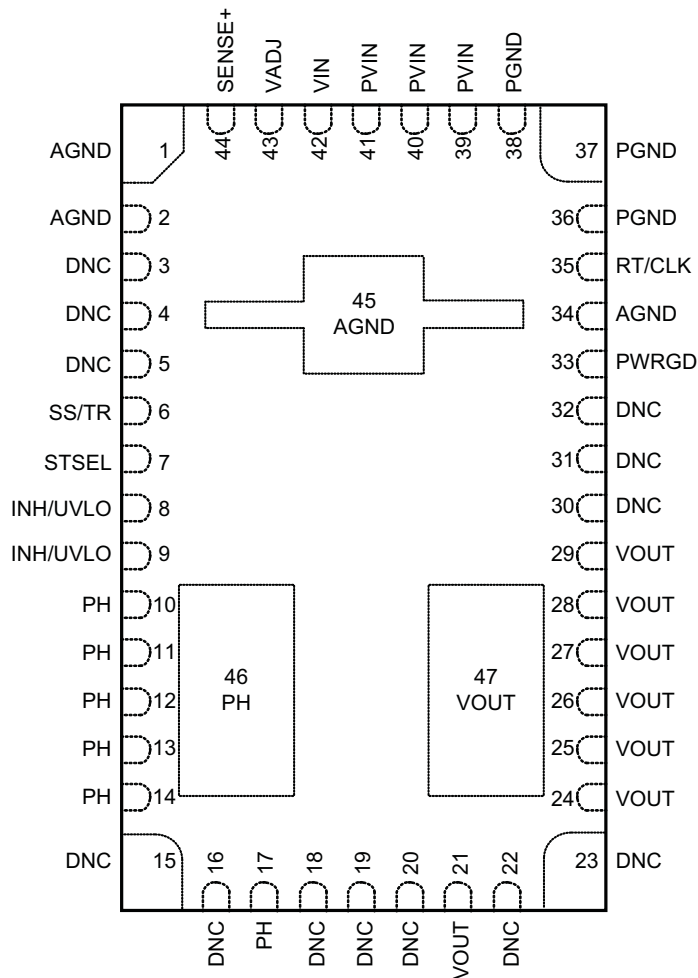 SENSE+ VADJ VIN PVIN PVIN PVIN PGND
44 43 42 41 40 39 38
AGND 1 37 PGND
AGND 2 36 PGND
DNC 3 35 RT/CLK
45
AGND
DNC 4 34 AGND
DNC 5 33 PWRGD
SS/TR 6 32 DNC
STSEL 7 31 DNC
INH/UVLO 8 30 DNC
INH/UVLO 9 29 VOUT
PH 10 28 VOUT
PH 11 27 VOUT
46
PH
47
VOUT
PH 12 26 VOUT
PH 13 25 VOUT
PH 14 24 VOUT
DNC 15 23 DNC
16 17 18 19 20 21 22
DNC PH DNC DNC DNC VOUT DNC